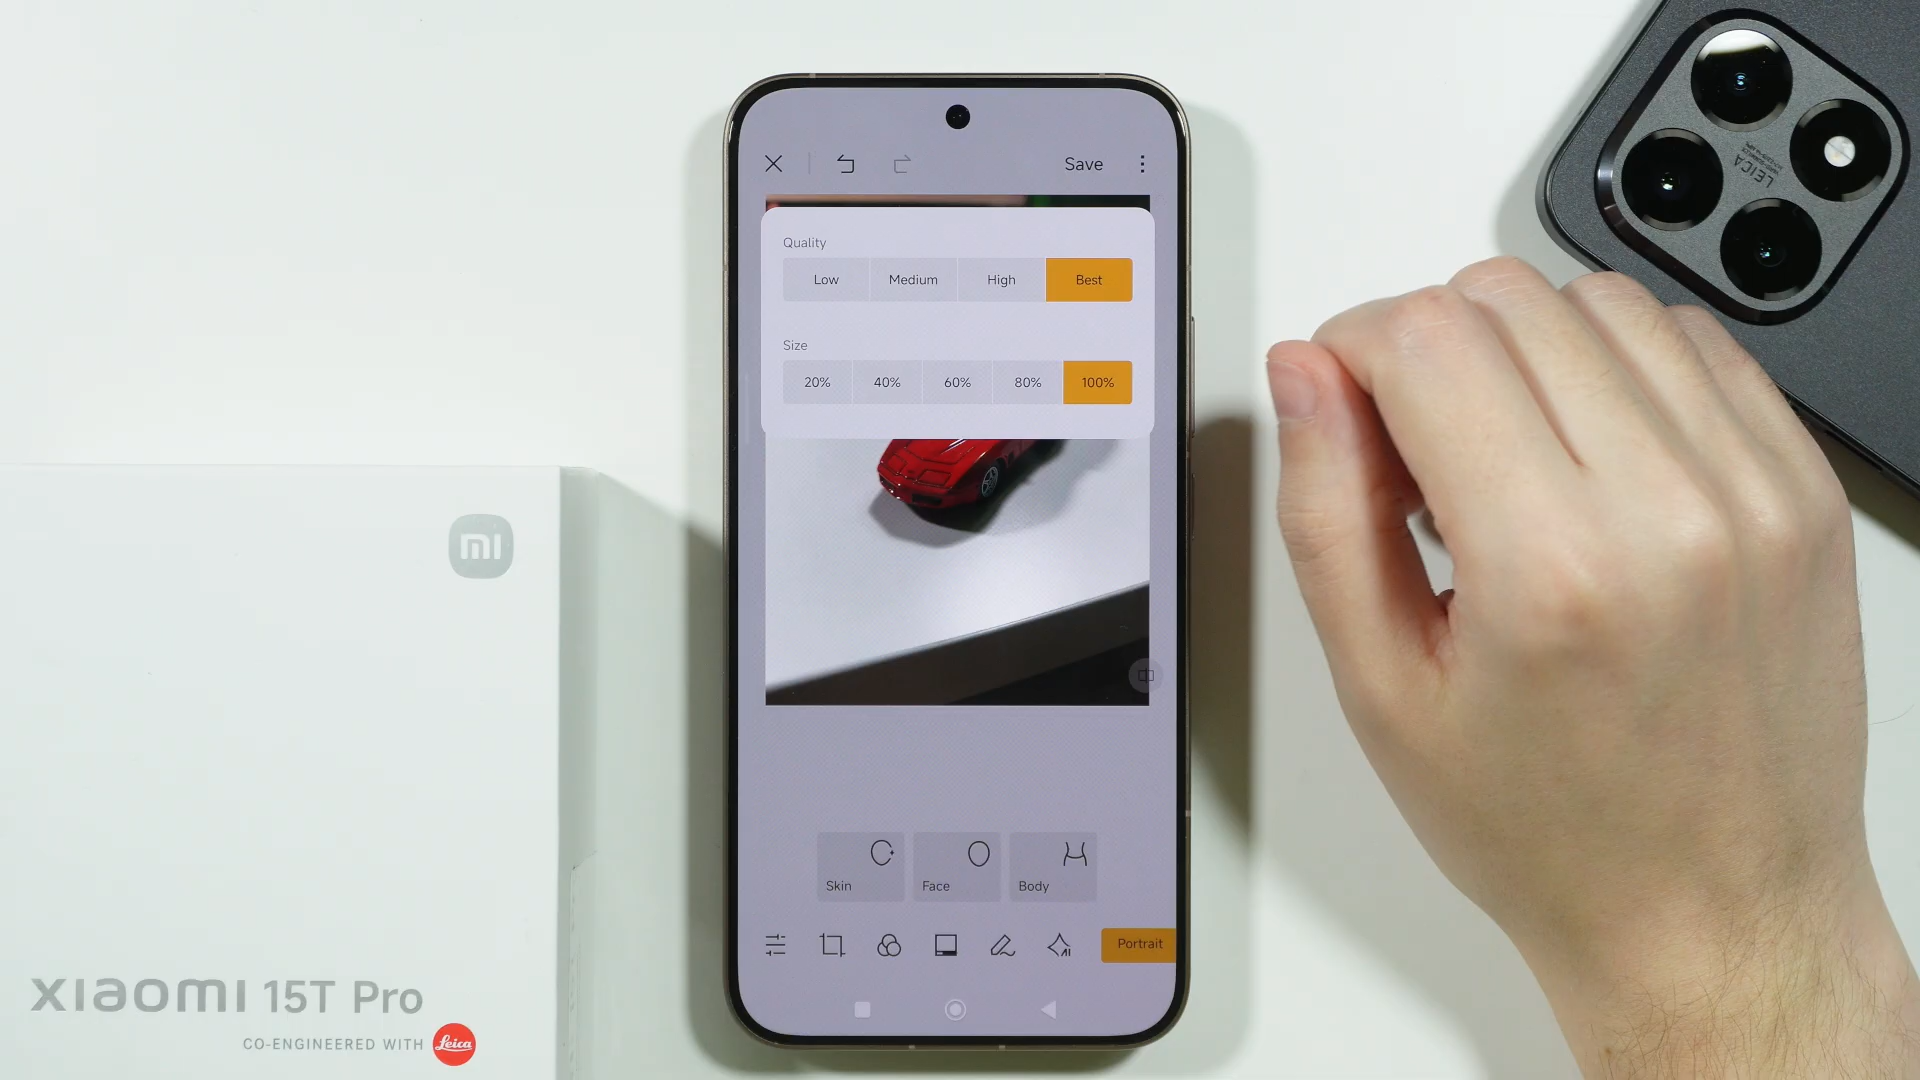 Save
Quality
Low Medium High Best
Size
20% 40% 60% 80% 100%
Skin Face Body
AI
Portrait
mi
xiaomi 15T Pro
CO-ENGINEERED WITH Leica
LEICA